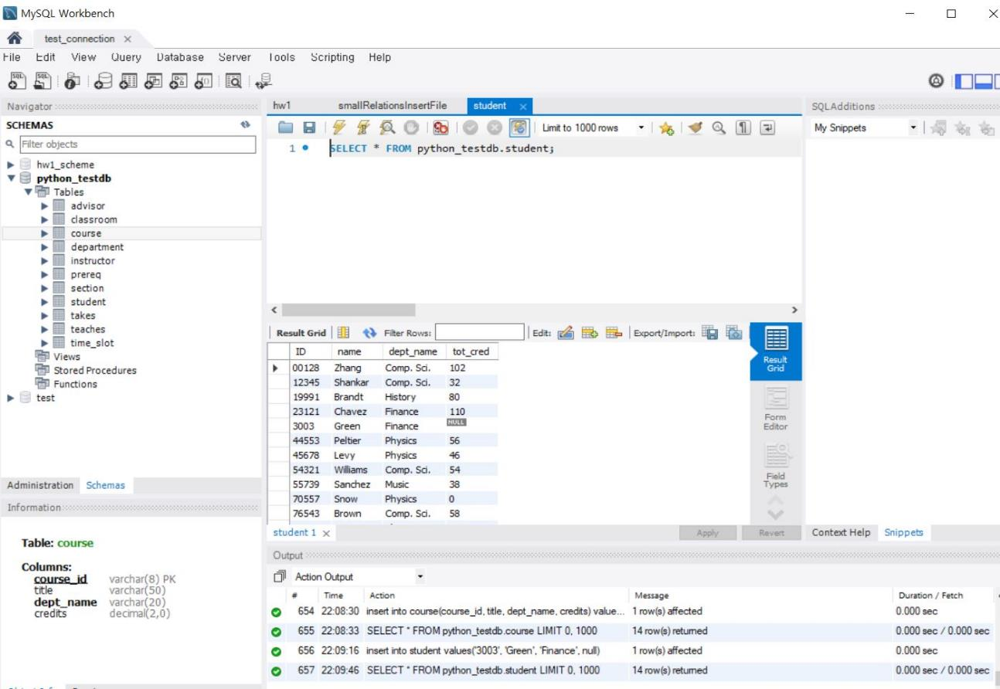 MySQL Workbench
test_connection
File Edit View Query Database Server Tools Scripting Help
Navigator
SCHEMAS
Filter objects
hw1_scheme
python_testdb
Tables
advisor
classroom
course
department
instructor
prereq
section
student
takes
teaches
time_slot
Views
Stored Procedures
Functions
test
Administration Schemas
Information
Table: course
Columns:
course_id varchar(8) PK
title varchar(50)
dept_name varchar(20)
credits decimal(2,0)
hw1 smallRelationsInsertFile student
Limit to 1000 rows
1 SELECT * FROM python_testdb.student;
Result Grid Filter Rows: Edit: Export/Import:
ID name dept_name tot_cred
00128 Zhang Comp. Sci. 102
12345 Shankar Comp. Sci. 32
19991 Brandt History 80
23121 Chavez Finance 110
3003 Green Finance NULL
44553 Peltier Physics 56
45678 Levy Physics 46
54321 Williams Comp. Sci. 54
55739 Sanchez Music 38
70557 Snow Physics 0
76543 Brown Comp. Sci. 58
Result
Grid
Form
Editor
Field
Types
student 1 Apply Revert
SQLAdditions
My Snippets
Context Help Snippets
Output
Action Output
# Time Action Message Duration / Fetch
654 22:08:30 insert into course(course_id, title, dept_name, credits) value... 1 row(s) affected 0.000 sec
655 22:08:33 SELECT * FROM python_testdb.course LIMIT 0, 1000 14 row(s) returned 0.000 sec / 0.000 sec
656 22:09:16 insert into student values('3003', 'Green', 'Finance', null) 1 row(s) affected 0.000 sec
657 22:09:46 SELECT * FROM python_testdb.student LIMIT 0, 1000 14 row(s) returned 0.000 sec / 0.000 sec